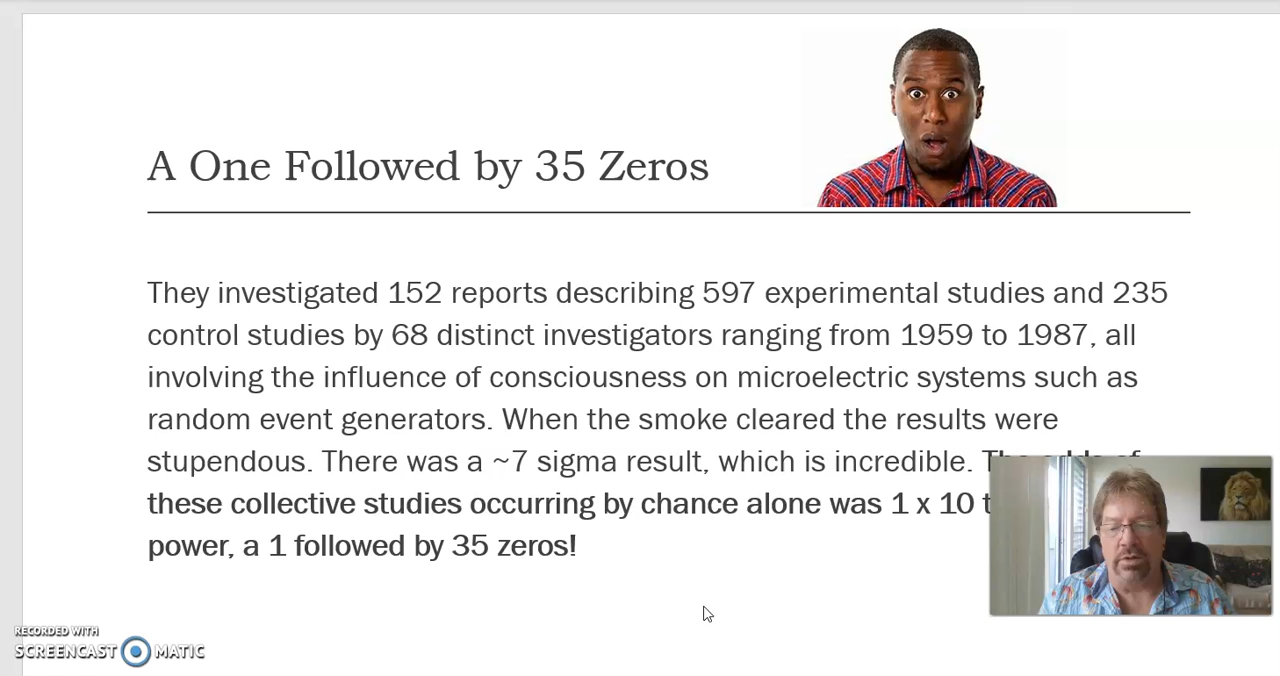 A One Followed by 35 Zeros
They investigated 152 reports describing 597 experimental studies and 235
control studies by 68 distinct investigators ranging from 1959 to 1987, all
involving the influence of consciousness on microelectric systems such as
random event generators. When the smoke cleared the results were
stupendous. There was a ~7 sigma result, which is incredible.
these collective studies occurring by chance alone was 1 x 10
power, a 1 followed by 35 zeros!
RECORDED WITH
SCREENCAST MATIC